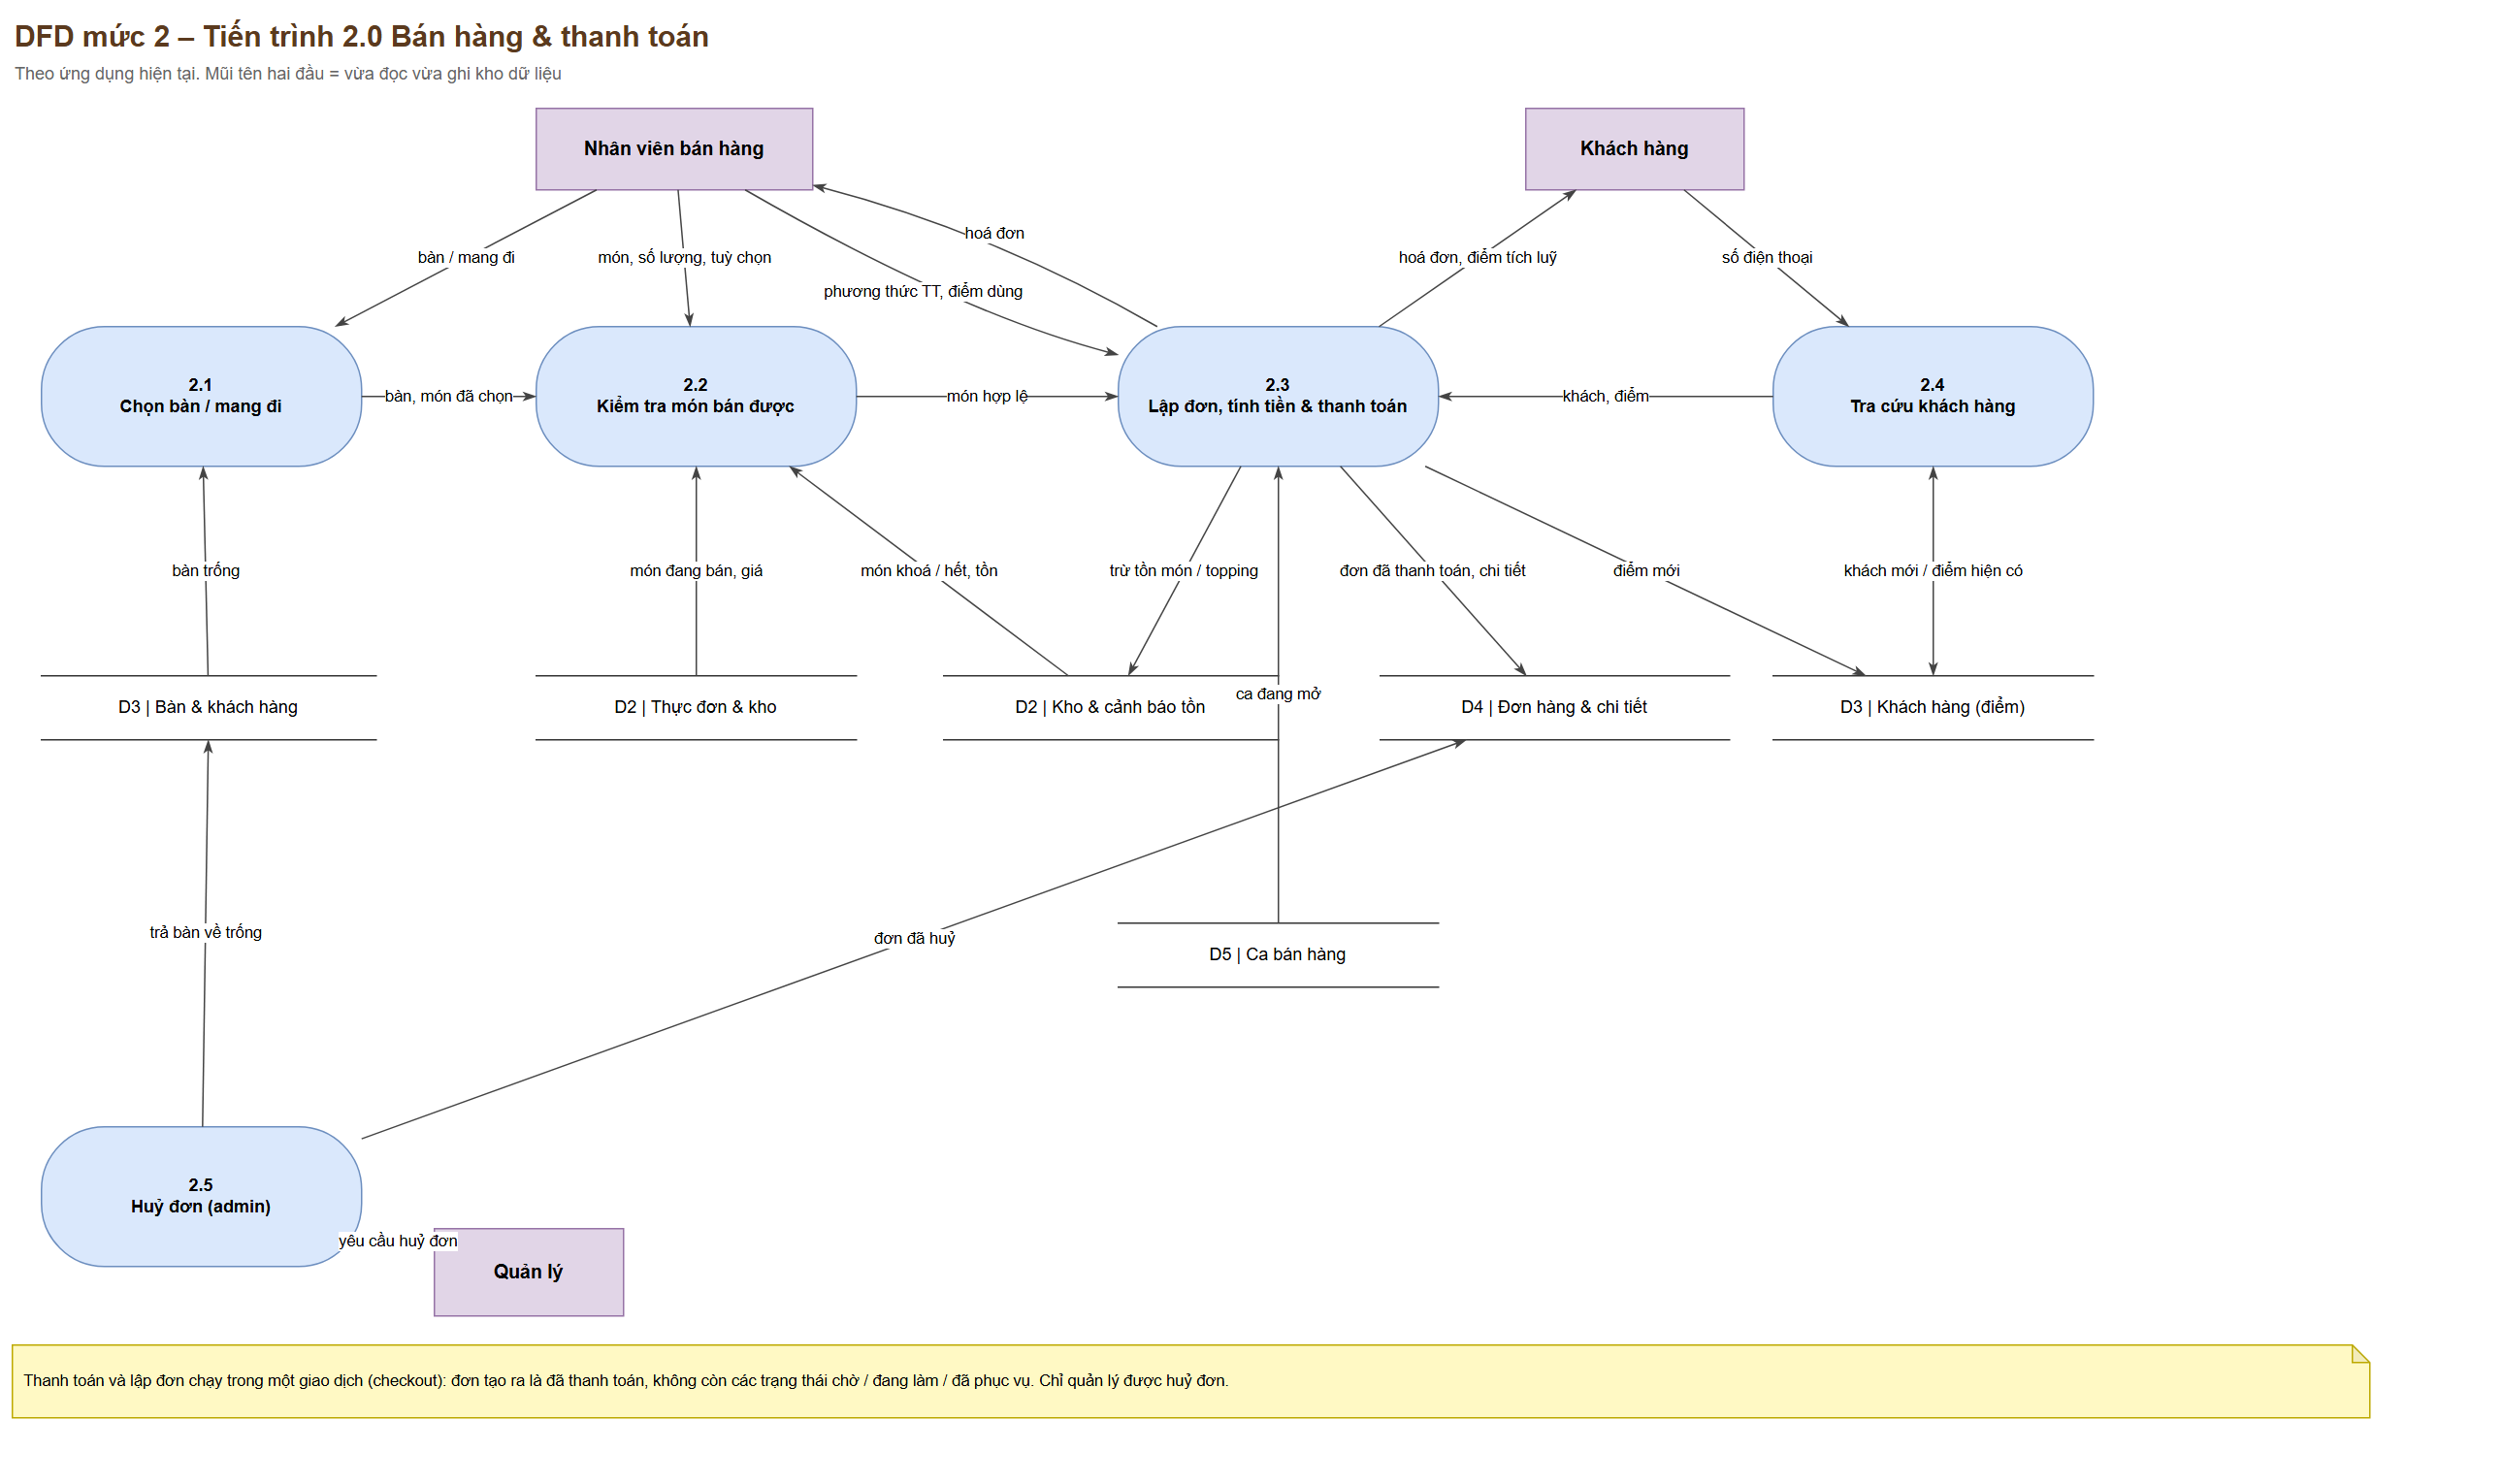 DFD mức 2 – Tiến trình 2.0 Bán hàng & thanh toán
Theo ứng dụng hiện tại. Mũi tên hai đầu = vừa đọc vừa ghi kho dữ liệu
Nhân viên bán hàng
Khách hàng
hoá đơn
bàn / mang đi
món, số lượng, tuỳ chọn
hoá đơn, điểm tích luỹ
số điện thoại
phương thức TT, điểm dùng
2.1
Chọn bàn / mang đi
bàn, món đã chọn
2.2
Kiểm tra món bán được
món hợp lệ
2.3
Lập đơn, tính tiền & thanh toán
khách, điểm
2.4
Tra cứu khách hàng
bàn trống
món đang bán, giá
món khoá / hết, tồn
trừ tồn món / topping
đơn đã thanh toán, chi tiết
điểm mới
khách mới / điểm hiện có
ca đang mở
D3 | Bàn & khách hàng
D2 | Thực đơn & kho
D2 | Kho & cảnh báo tồn
D4 | Đơn hàng & chi tiết
D3 | Khách hàng (điểm)
trả bàn về trống
đơn đã huỷ
D5 | Ca bán hàng
2.5
Huỷ đơn (admin)
yêu cầu huỷ đơn
Quản lý
Thanh toán và lập đơn chạy trong một giao dịch (checkout): đơn tạo ra là đã thanh toán, không còn các trạng thái chờ / đang làm / đã phục vụ. Chỉ quản lý được huỷ đơn.